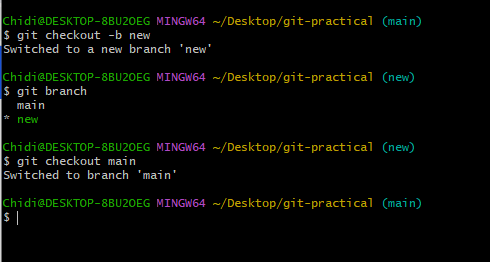 Chidi@DESKTOP-8BU2OEG MINGW64 ~/Desktop/git-practical (main)
$ git checkout -b new
Switched to a new branch 'new'
Chidi@DESKTOP-8BU2OEG MINGW64 ~/Desktop/git-practical (new)
$ git branch
  main
* new
Chidi@DESKTOP-8BU2OEG MINGW64 ~/Desktop/git-practical (new)
$ git checkout main
Switched to branch 'main'
Chidi@DESKTOP-8BU2OEG MINGW64 ~/Desktop/git-practical (main)
$